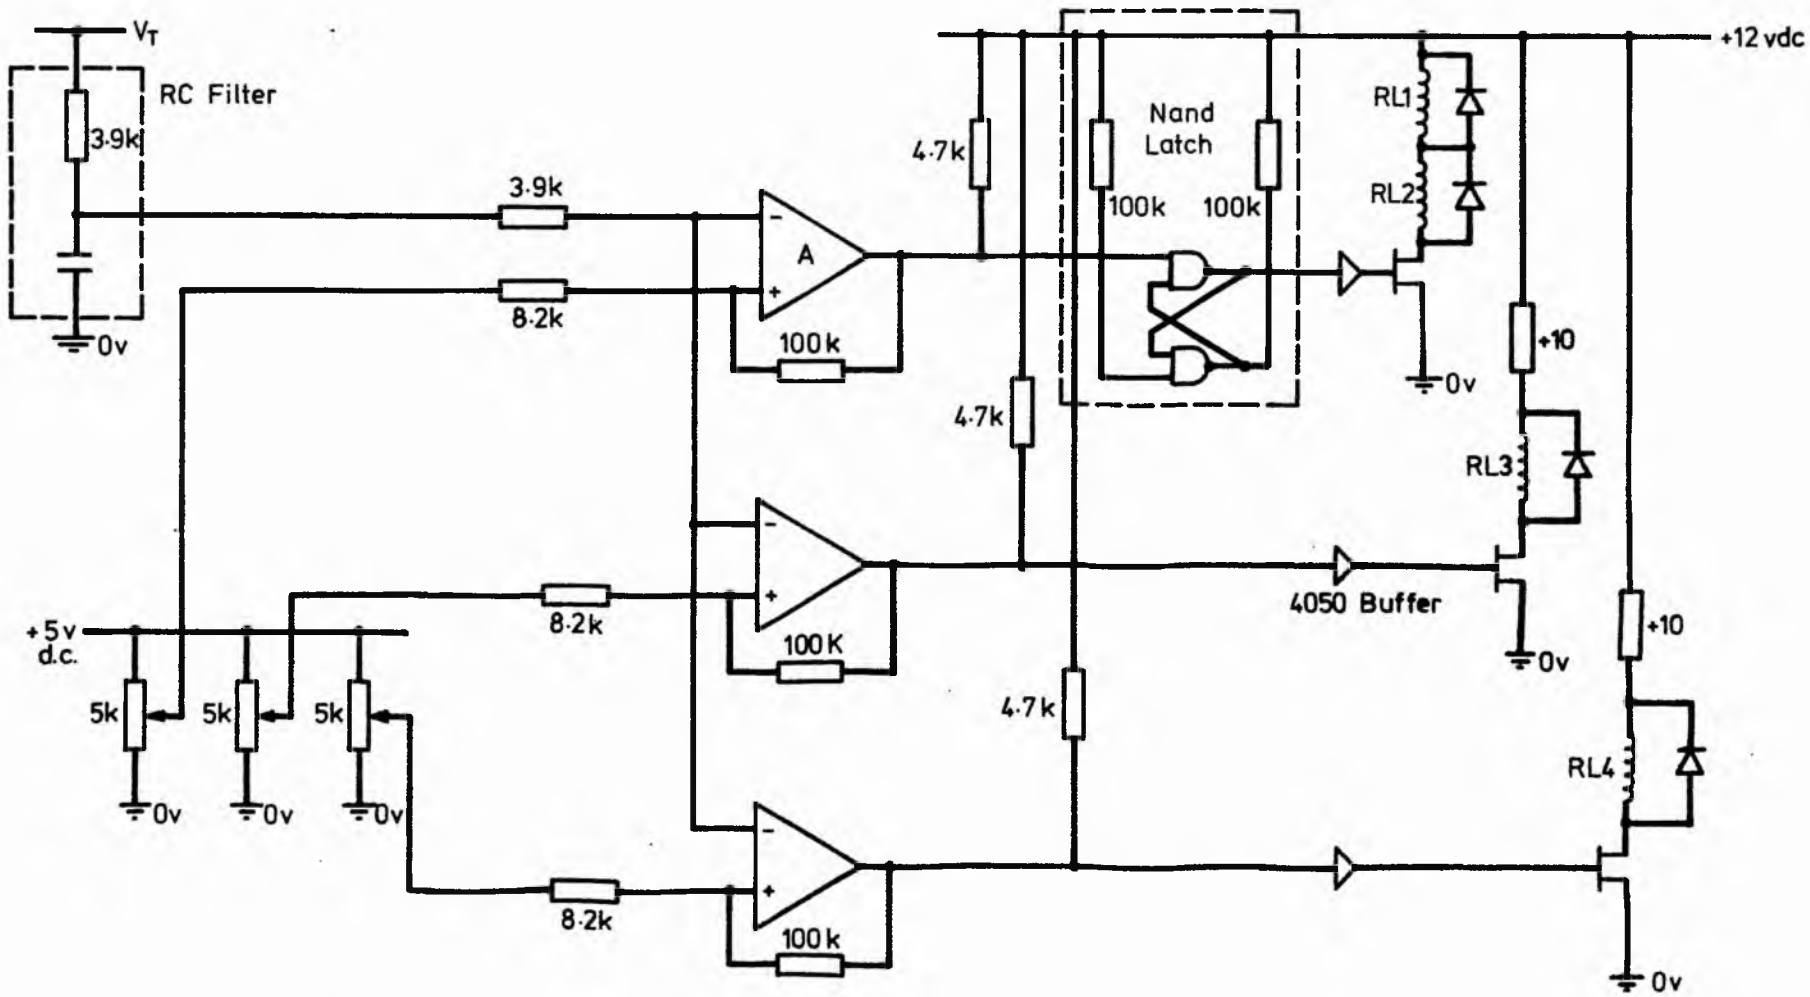 V_T
+12 vdc
RC Filter
3.9k
0v
3.9k
8.2k
-
A
+
100k
4.7k
4.7k
4.7k
Nand
Latch
100k
100k
RL1
RL2
0v
+10
RL3
0v
+10
RL4
0v
-
+
8.2k
100K
4050 Buffer
+5v
d.c.
5k
5k
5k
0v
0v
0v
-
+
8.2k
100k